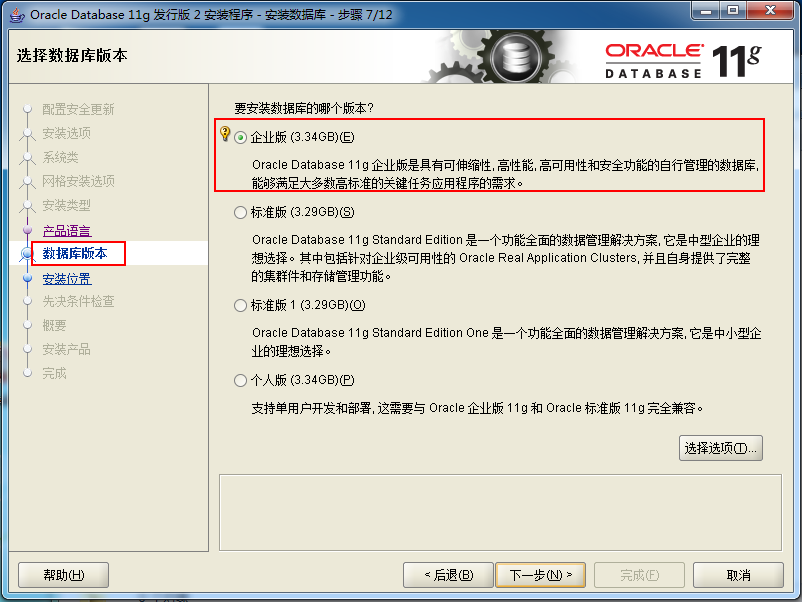 Oracle Database 11g 发行版 2 安装程序 - 安装数据库 - 步骤 7/12
选择数据库版本
ORACLE
DATABASE
11g
配置安全更新
安装选项
系统类
网格安装选项
安装类型
产品语言
数据库版本
安装位置
先决条件检查
概要
安装产品
完成
要安装数据库的哪个版本?
企业版 (3.34GB)(E)
Oracle Database 11g 企业版是具有可伸缩性, 高性能, 高可用性和安全功能的自行管理的数据库,
能够满足大多数高标准的关键任务应用程序的需求。
标准版 (3.29GB)(S)
Oracle Database 11g Standard Edition 是一个功能全面的数据管理解决方案, 它是中型企业的理
想选择。其中包括针对企业级可用性的 Oracle Real Application Clusters, 并且自身提供了完整
的集群件和存储管理功能。
标准版 1 (3.29GB)(O)
Oracle Database 11g Standard Edition One 是一个功能全面的数据管理解决方案, 它是中小型企
业的理想选择。
个人版 (3.34GB)(P)
支持单用户开发和部署, 这需要与 Oracle 企业版 11g 和 Oracle 标准版 11g 完全兼容。
选择选项(T)...
帮助(H)
< 后退(B)
下一步(N) >
完成(F)
取消